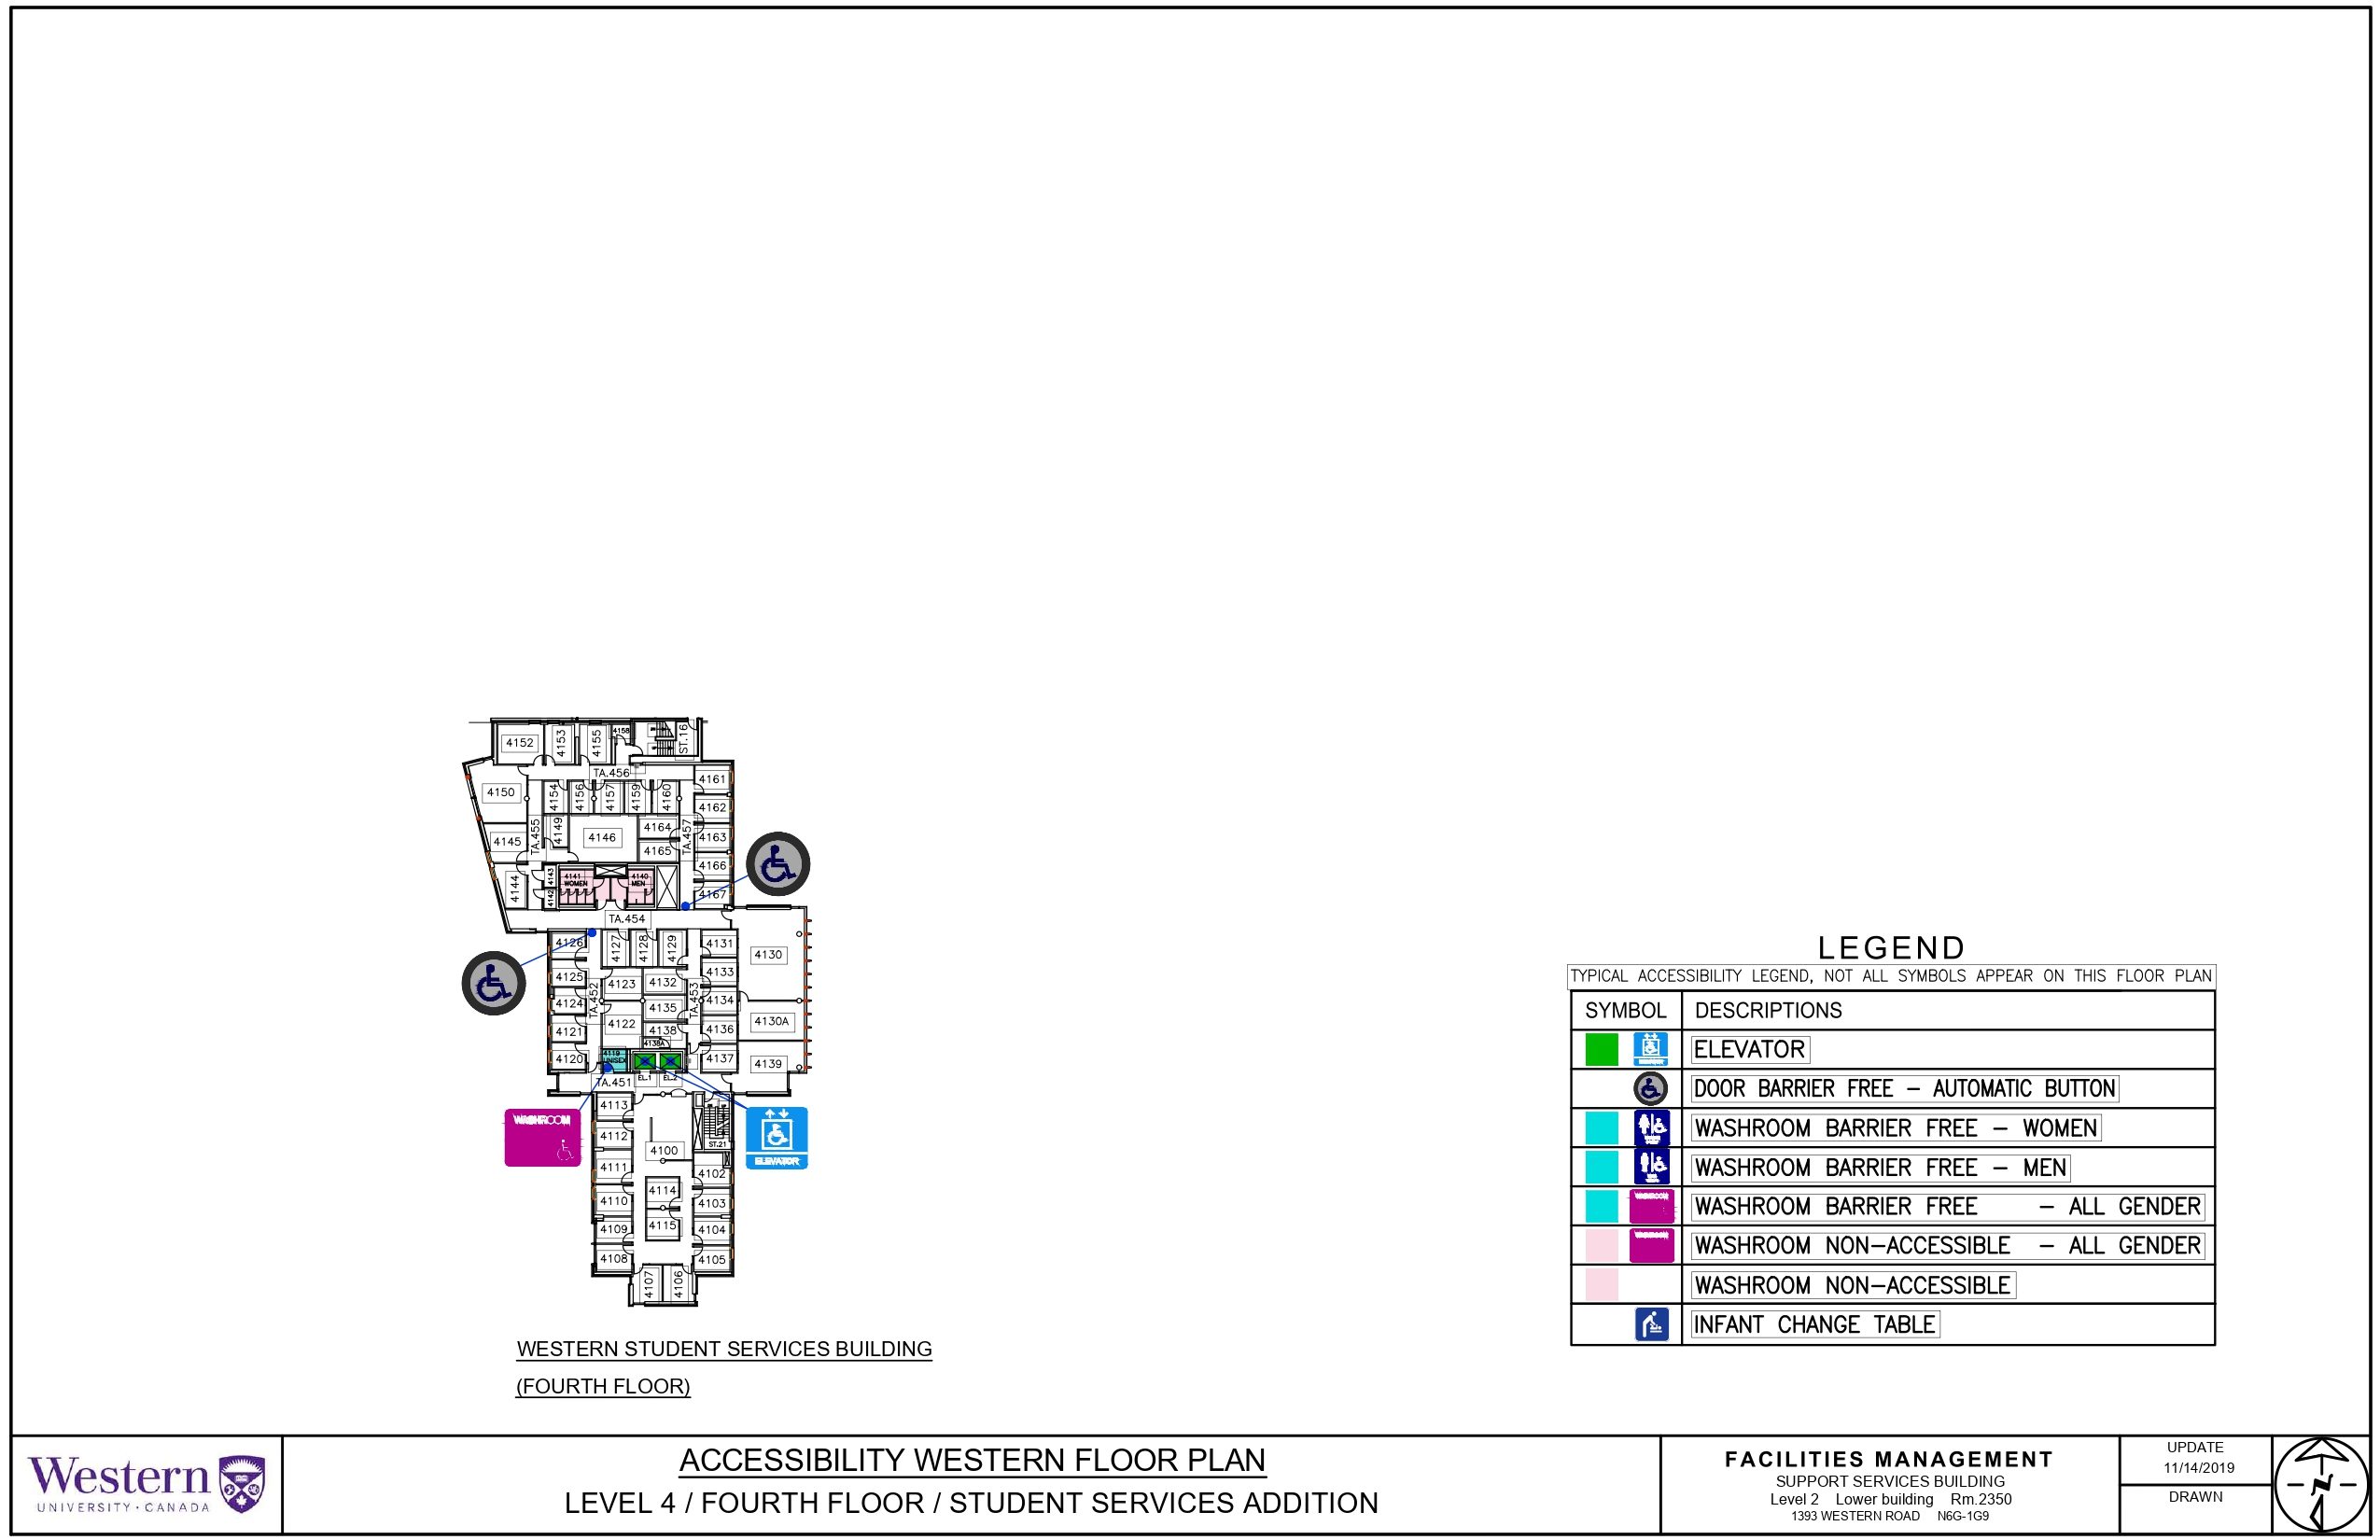 4152
4153
4155
4158
ST.16
TA.456
4161
4150
4154
4156
4157
4159
4160
4162
TA.455
4149
4146
4164
TA.457
4163
4145
4165
4166
4144
4143
4142
4141
WOMEN
4140
MEN
4167
TA.454
4126
4127
4128
4129
4131
4130
4125
4123
4132
4133
4124
TA.452
4135
TA.453
4134
4121
4122
4138
4136
4130A
4138A
4120
4119
UNISEX
4137
4139
TA.451
EL.1
EL.2
4113
WASHROOM
4112
4100
ST.21
ELEVATOR
4111
4102
4110
4114
4103
4109
4115
4104
4108
4105
4107
4106
WESTERN STUDENT SERVICES BUILDING
(FOURTH FLOOR)
LEGEND
TYPICAL ACCESSIBILITY LEGEND, NOT ALL SYMBOLS APPEAR ON THIS FLOOR PLAN
SYMBOL DESCRIPTIONS
ELEVATOR
DOOR BARRIER FREE - AUTOMATIC BUTTON
WASHROOM BARRIER FREE - WOMEN
WASHROOM BARRIER FREE - MEN
WASHROOM BARRIER FREE - ALL GENDER
WASHROOM NON-ACCESSIBLE - ALL GENDER
WASHROOM NON-ACCESSIBLE
INFANT CHANGE TABLE
Western
UNIVERSITY · CANADA
ACCESSIBILITY WESTERN FLOOR PLAN
LEVEL 4 / FOURTH FLOOR / STUDENT SERVICES ADDITION
FACILITIES MANAGEMENT
SUPPORT SERVICES BUILDING
Level 2 Lower building Rm.2350
1393 WESTERN ROAD N6G-1G9
UPDATE
11/14/2019
DRAWN
N